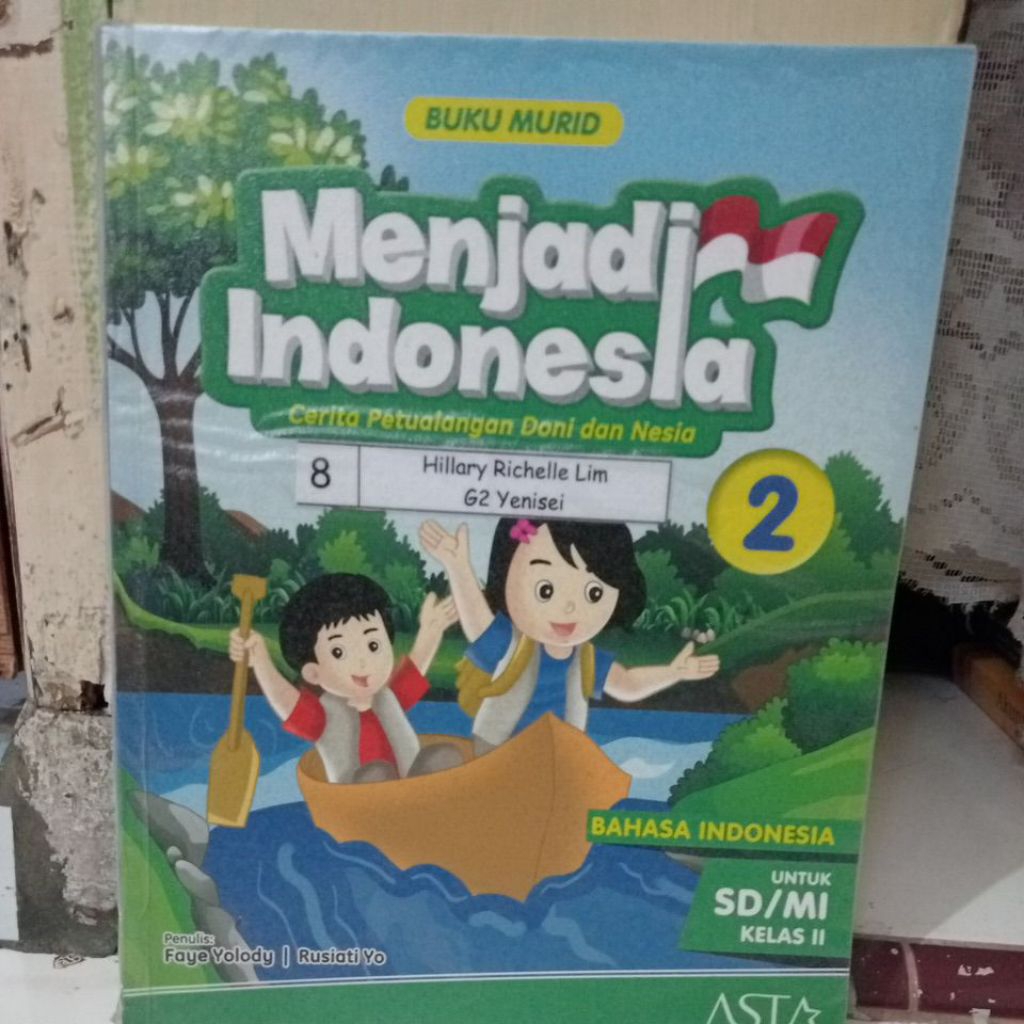 BUKU MURID
Menjadi
Indonesia
Cerita Petualangan Doni dan Nesia
8
Hillary Richelle Lim
G2 Yenisei
2
BAHASA INDONESIA
UNTUK
SD/MI
KELAS II
Penulis:
Faye Yolody | Rusiati Yo
ASTA